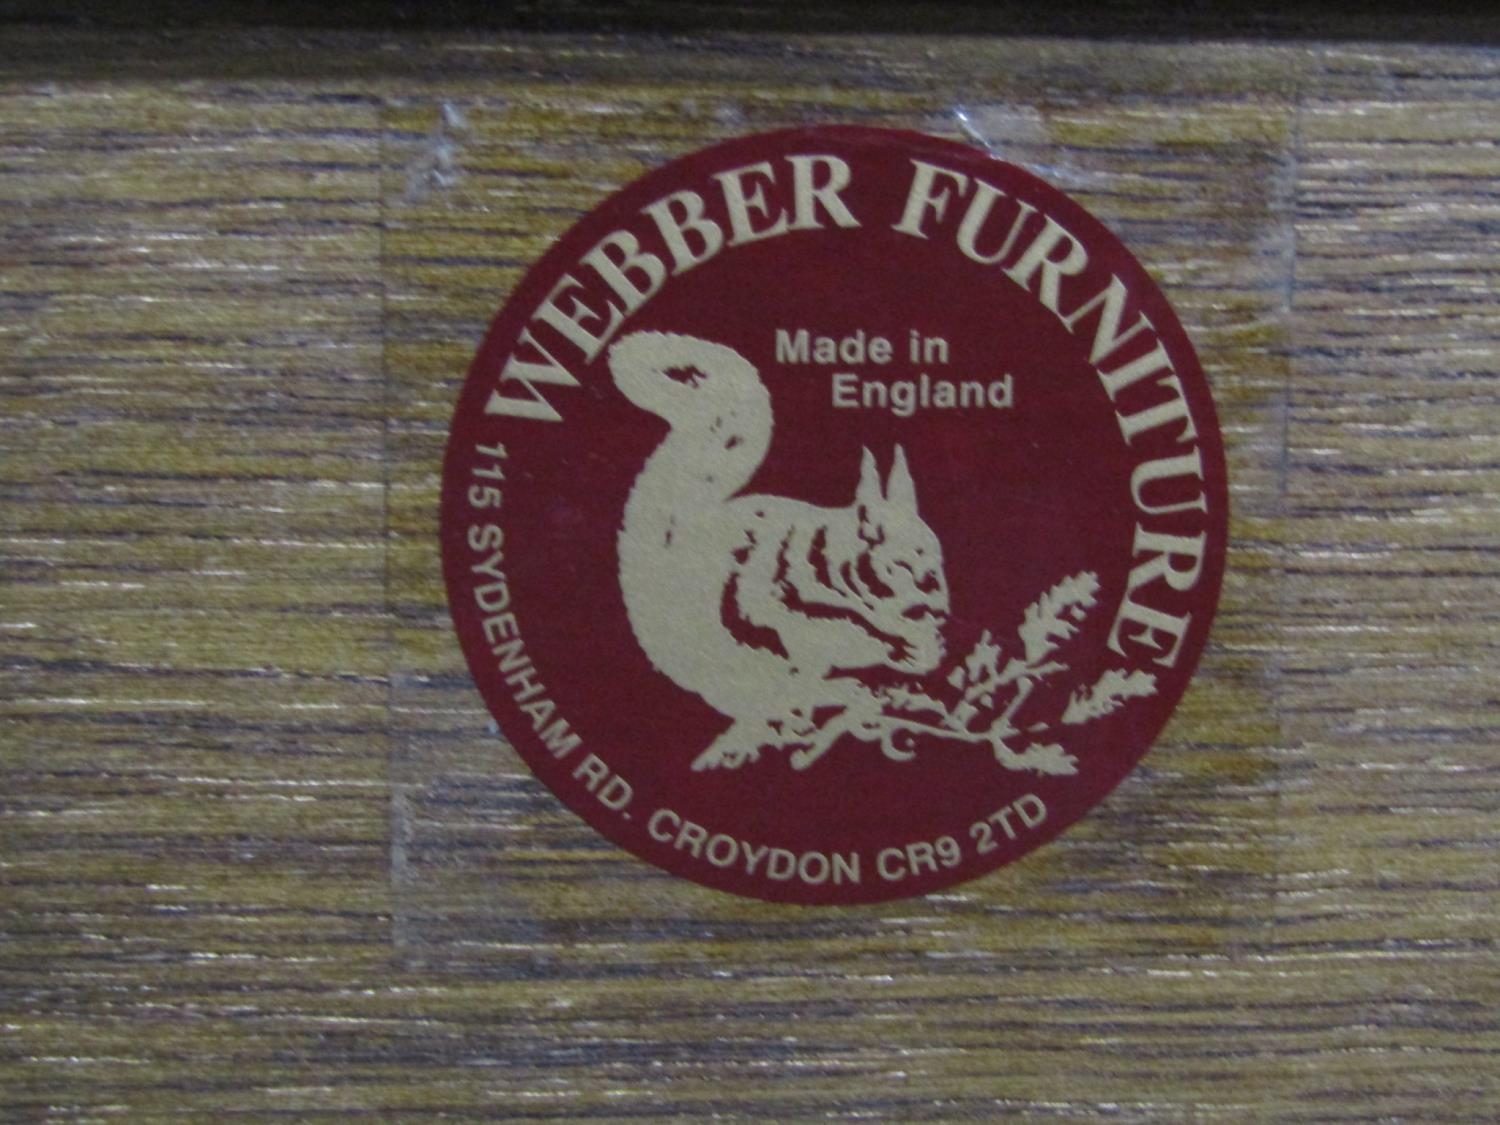 WEBBER FURNITURE
Made in
England
115 SYDENHAM RD. CROYDON CR9 2TD